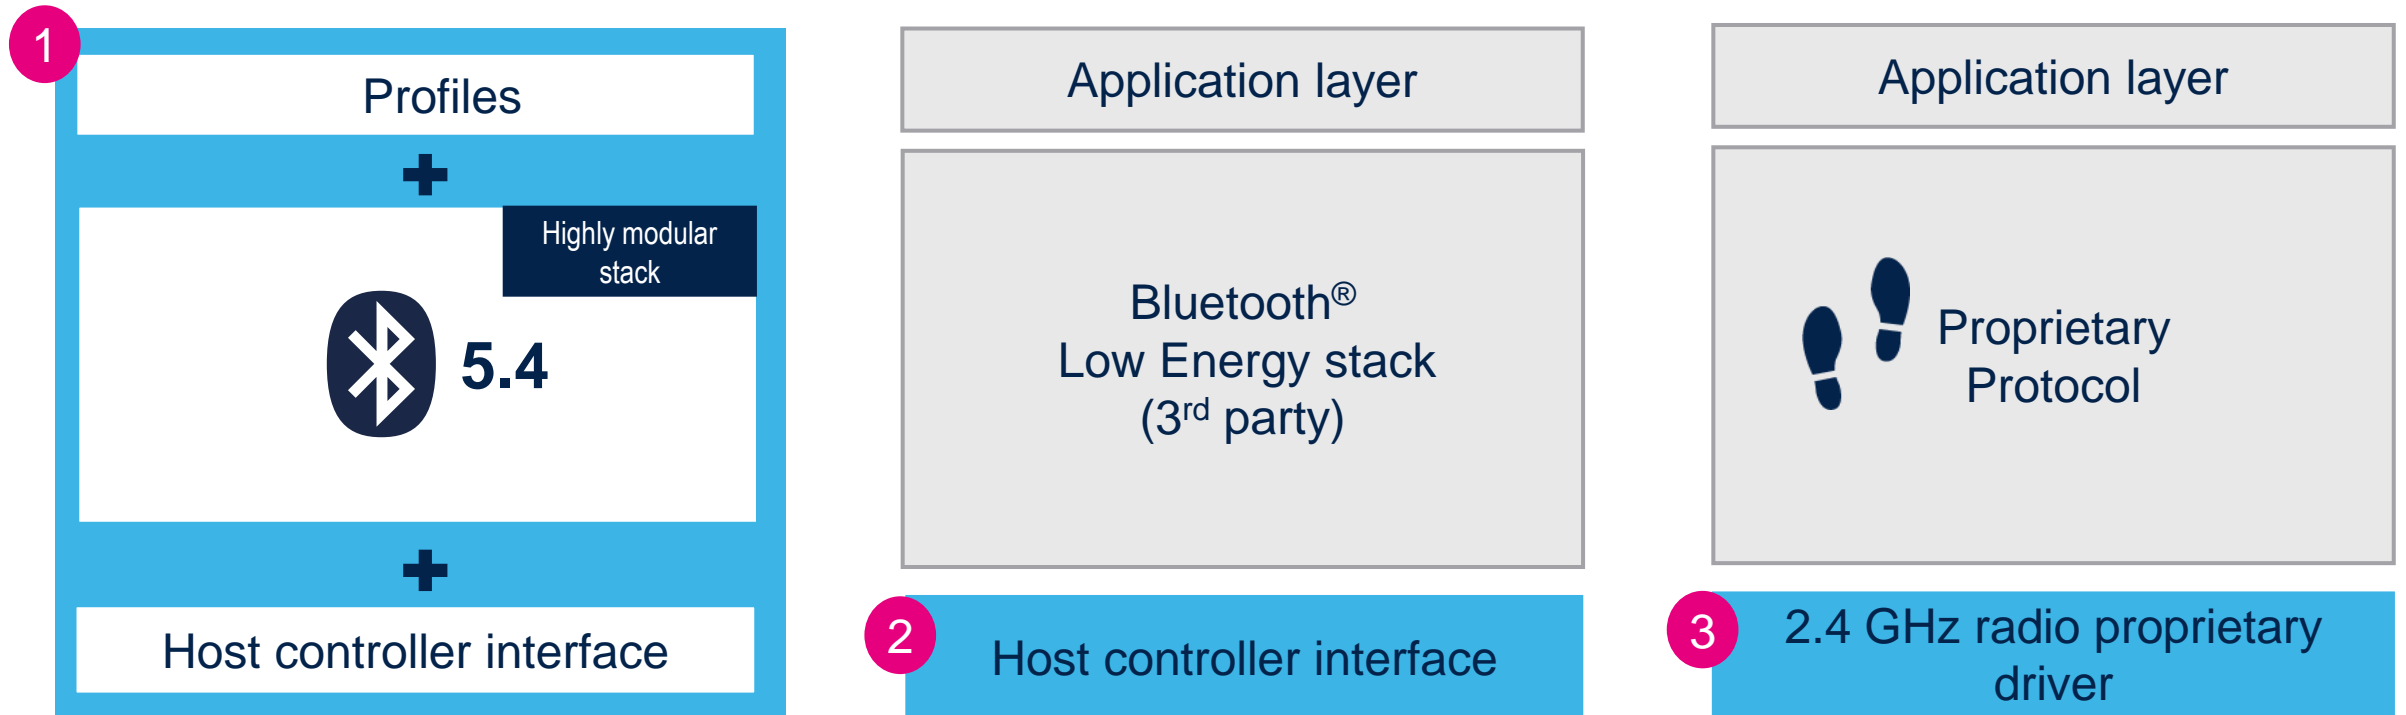 1
Profiles
Highly modular
stack
5.4
Host controller interface
Application layer
Bluetooth®
Low Energy stack
(3rd party)
2
Host controller interface
Application layer
Proprietary
Protocol
3
2.4 GHz radio proprietary
driver